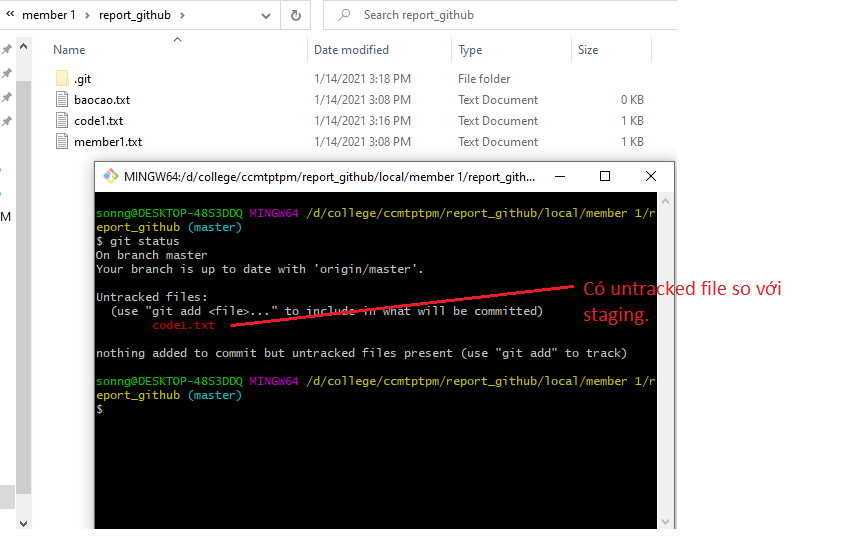 « member 1 › report_github ›
Search report_github
Name Date modified Type Size
.git 1/14/2021 3:18 PM File folder
baocao.txt 1/14/2021 3:08 PM Text Document 0 KB
code1.txt 1/14/2021 3:16 PM Text Document 1 KB
member1.txt 1/14/2021 3:08 PM Text Document 1 KB
M
MINGW64:/d/college/ccmtptpm/report_github/local/member 1/report_gith...
sonng@DESKTOP-48S3DDQ MINGW64 /d/college/ccmtptpm/report_github/local/member 1/r
eport_github (master)
$ git status
On branch master
Your branch is up to date with 'origin/master'.
Untracked files:
(use "git add <file>..." to include in what will be committed)
code1.txt
nothing added to commit but untracked files present (use "git add" to track)
sonng@DESKTOP-48S3DDQ MINGW64 /d/college/ccmtptpm/report_github/local/member 1/r
eport_github (master)
$
Có untracked file so với
staging.